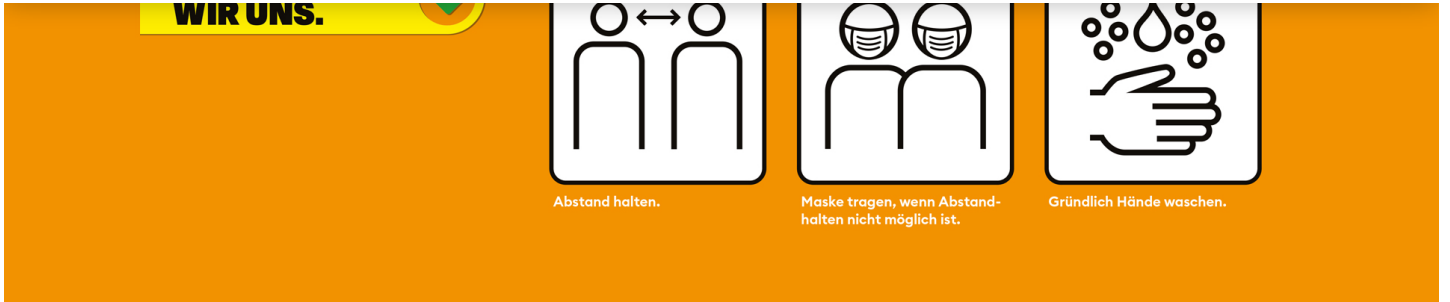 WIR UNS.
Abstand halten.
Maske tragen, wenn Abstand-
halten nicht möglich ist.
Gründlich Hände waschen.